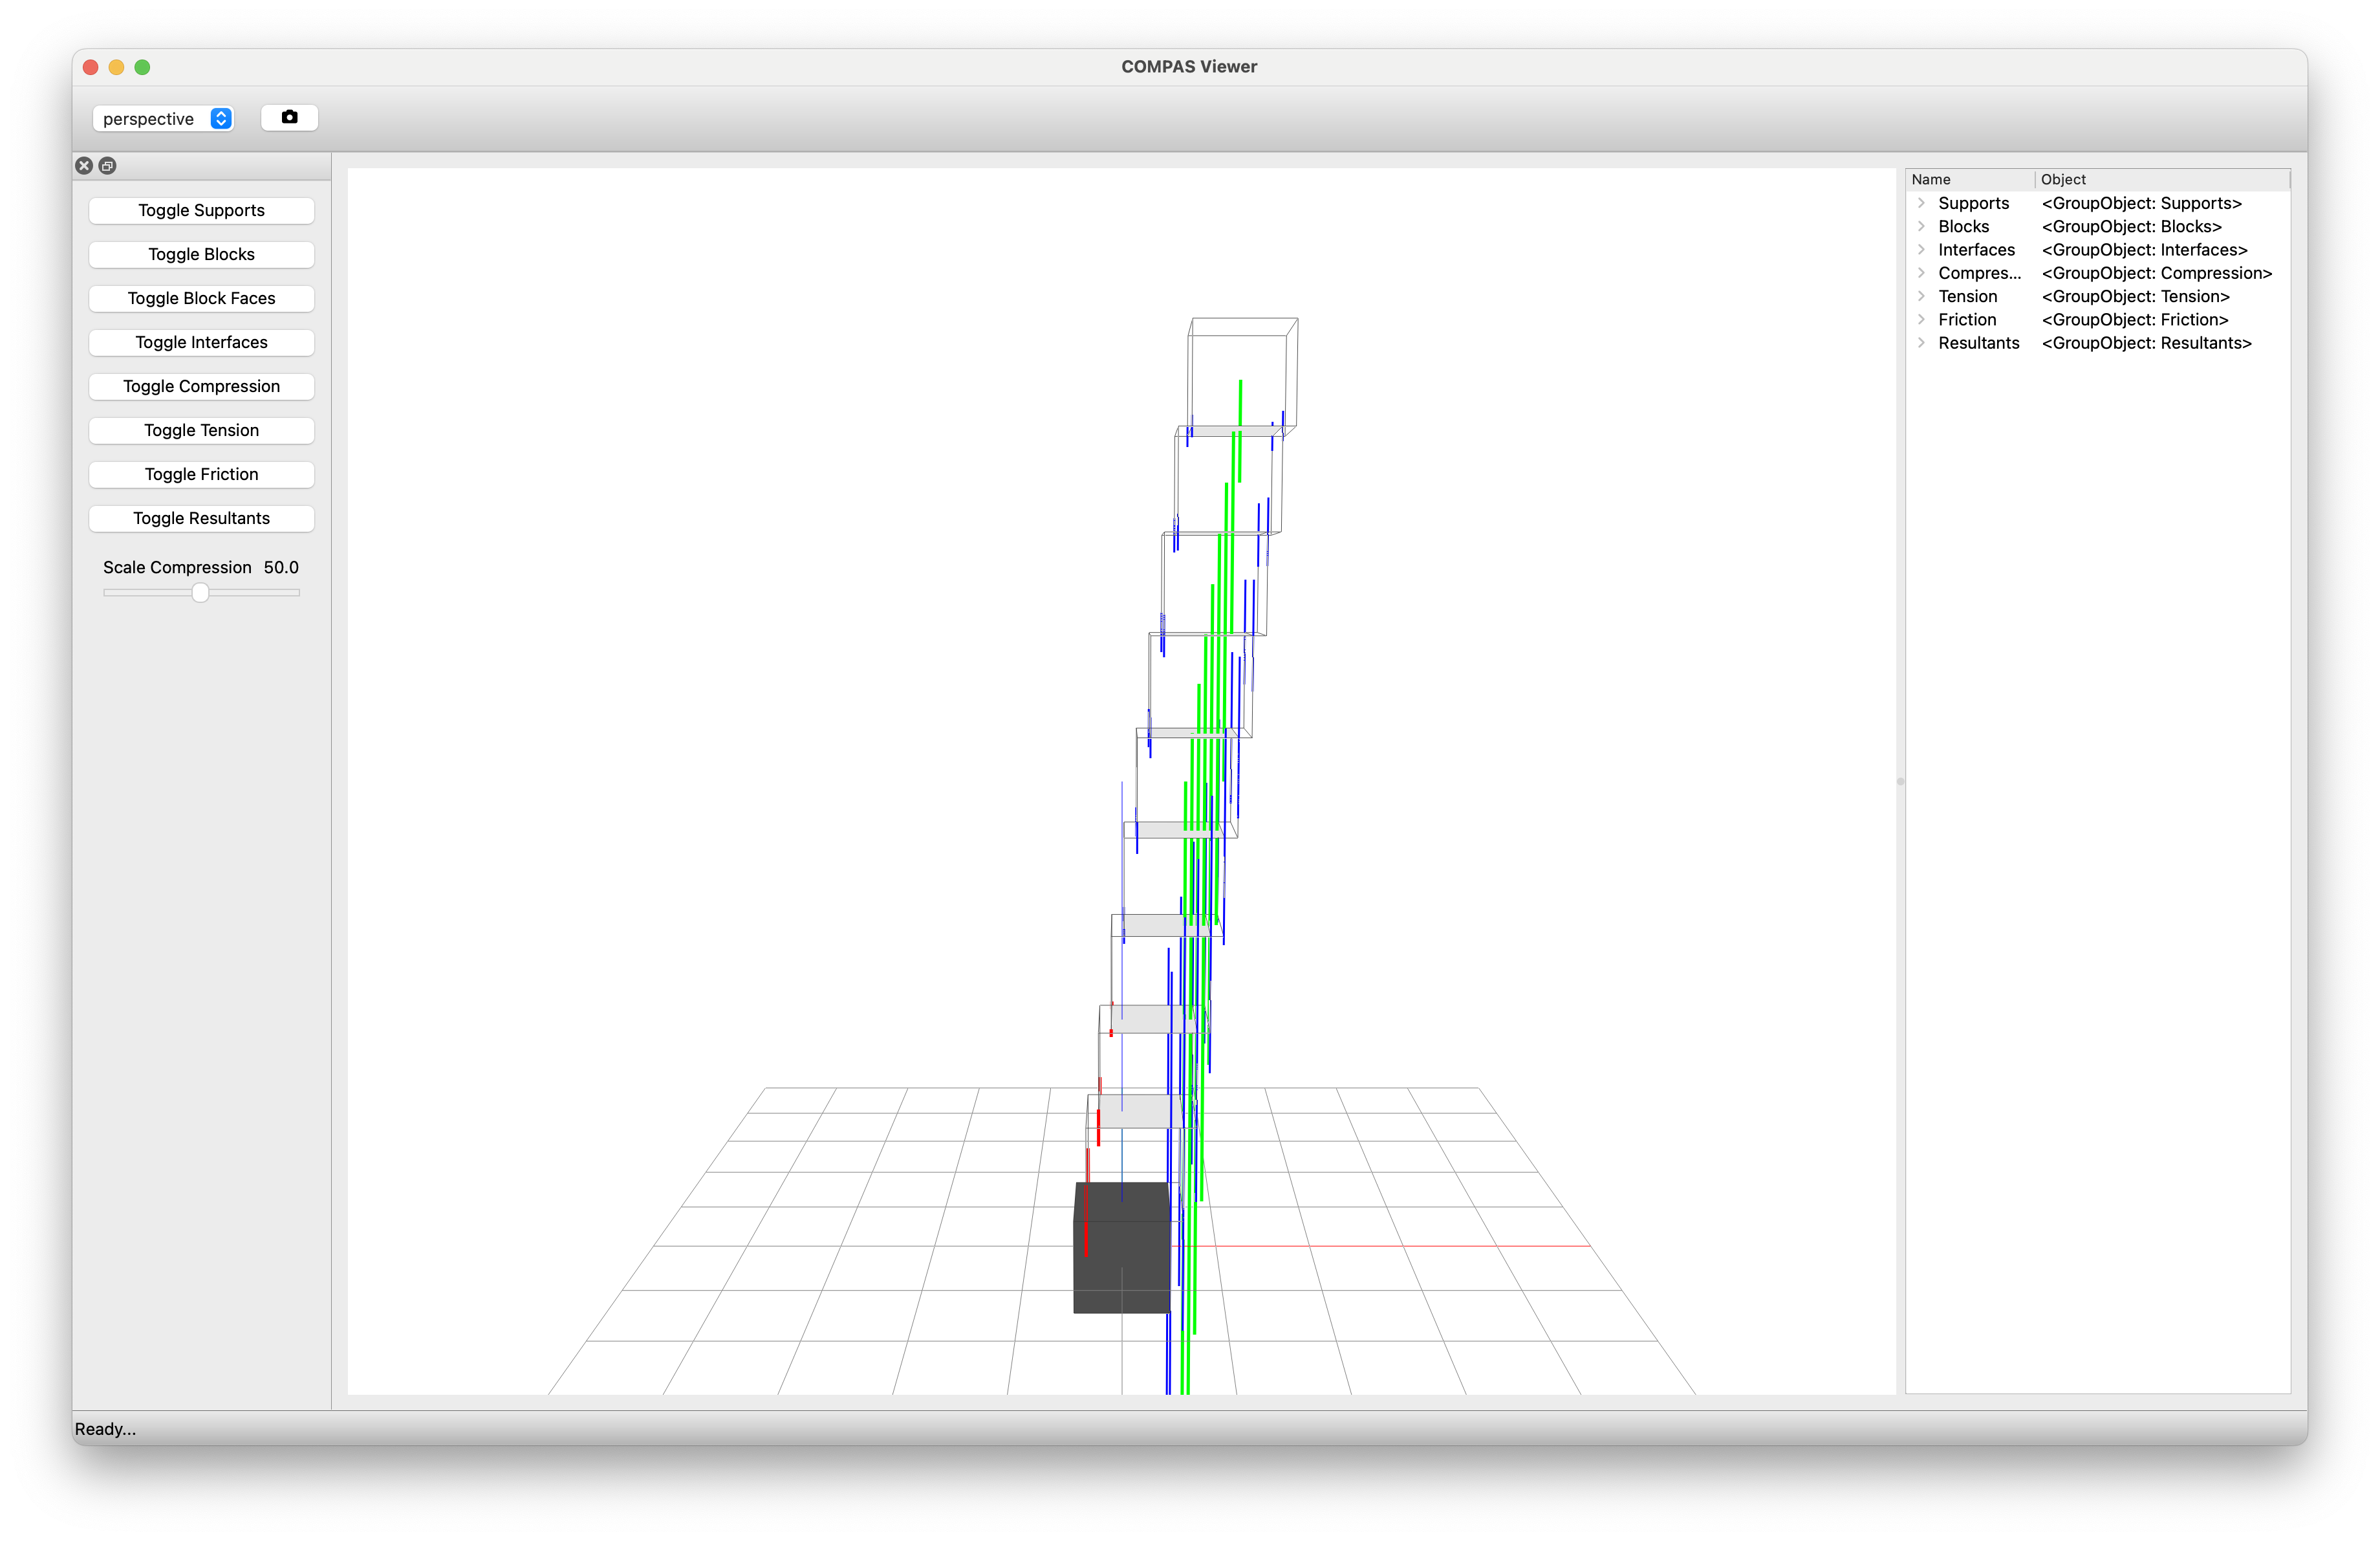 COMPAS Viewer
perspective
Toggle Supports
Toggle Blocks
Toggle Block Faces
Toggle Interfaces
Toggle Compression
Toggle Tension
Toggle Friction
Toggle Resultants
Scale Compression 50.0
Name Object
Supports <GroupObject: Supports>
Blocks <GroupObject: Blocks>
Interfaces <GroupObject: Interfaces>
Compres... <GroupObject: Compression>
Tension <GroupObject: Tension>
Friction <GroupObject: Friction>
Resultants <GroupObject: Resultants>
Ready...